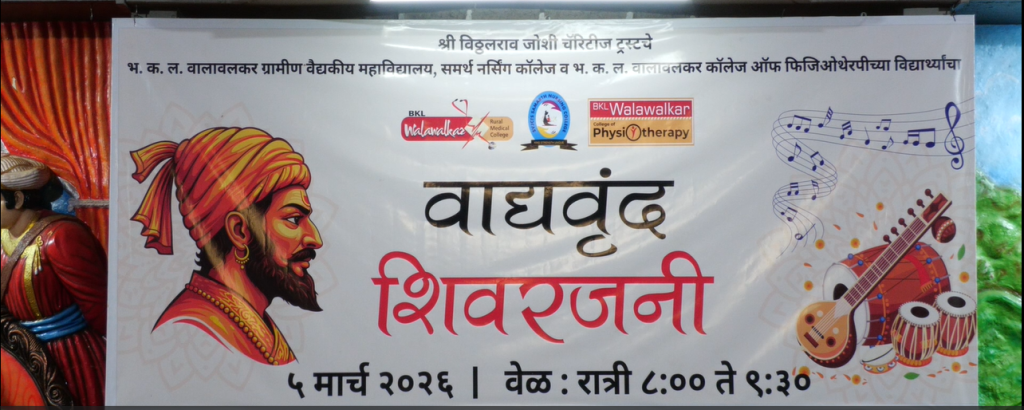 श्री विठ्ठलराव जोशी चॅरिटीज ट्रस्टचे
भ. क. ल. वालावलकर ग्रामीण वैद्यकीय महाविद्यालय, समर्थ नर्सिंग कॉलेज व भ. क. ल. वालावलकर कॉलेज ऑफ फिजिओथेरपीच्या विद्यार्थ्यांचा
BKL
Walawalkar
Rural
Medical
College
BKL Walawalkar
College of
Physiotherapy
वाद्यवृंद
शिवरजनी
५ मार्च २०२६ | वेळ : रात्री ८:०० ते ९:३०